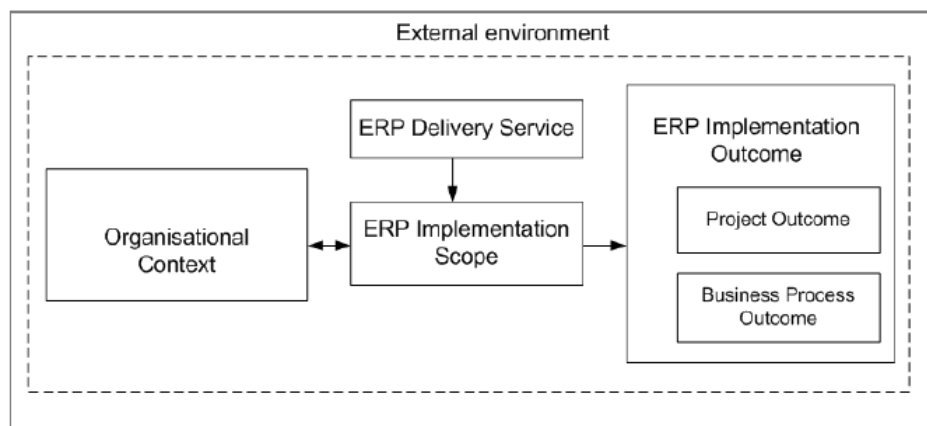 External environment
ERP Delivery Service
ERP Implementation
Outcome
Project Outcome
Organisational
Context
ERP Implementation
Scope
Business Process
Outcome